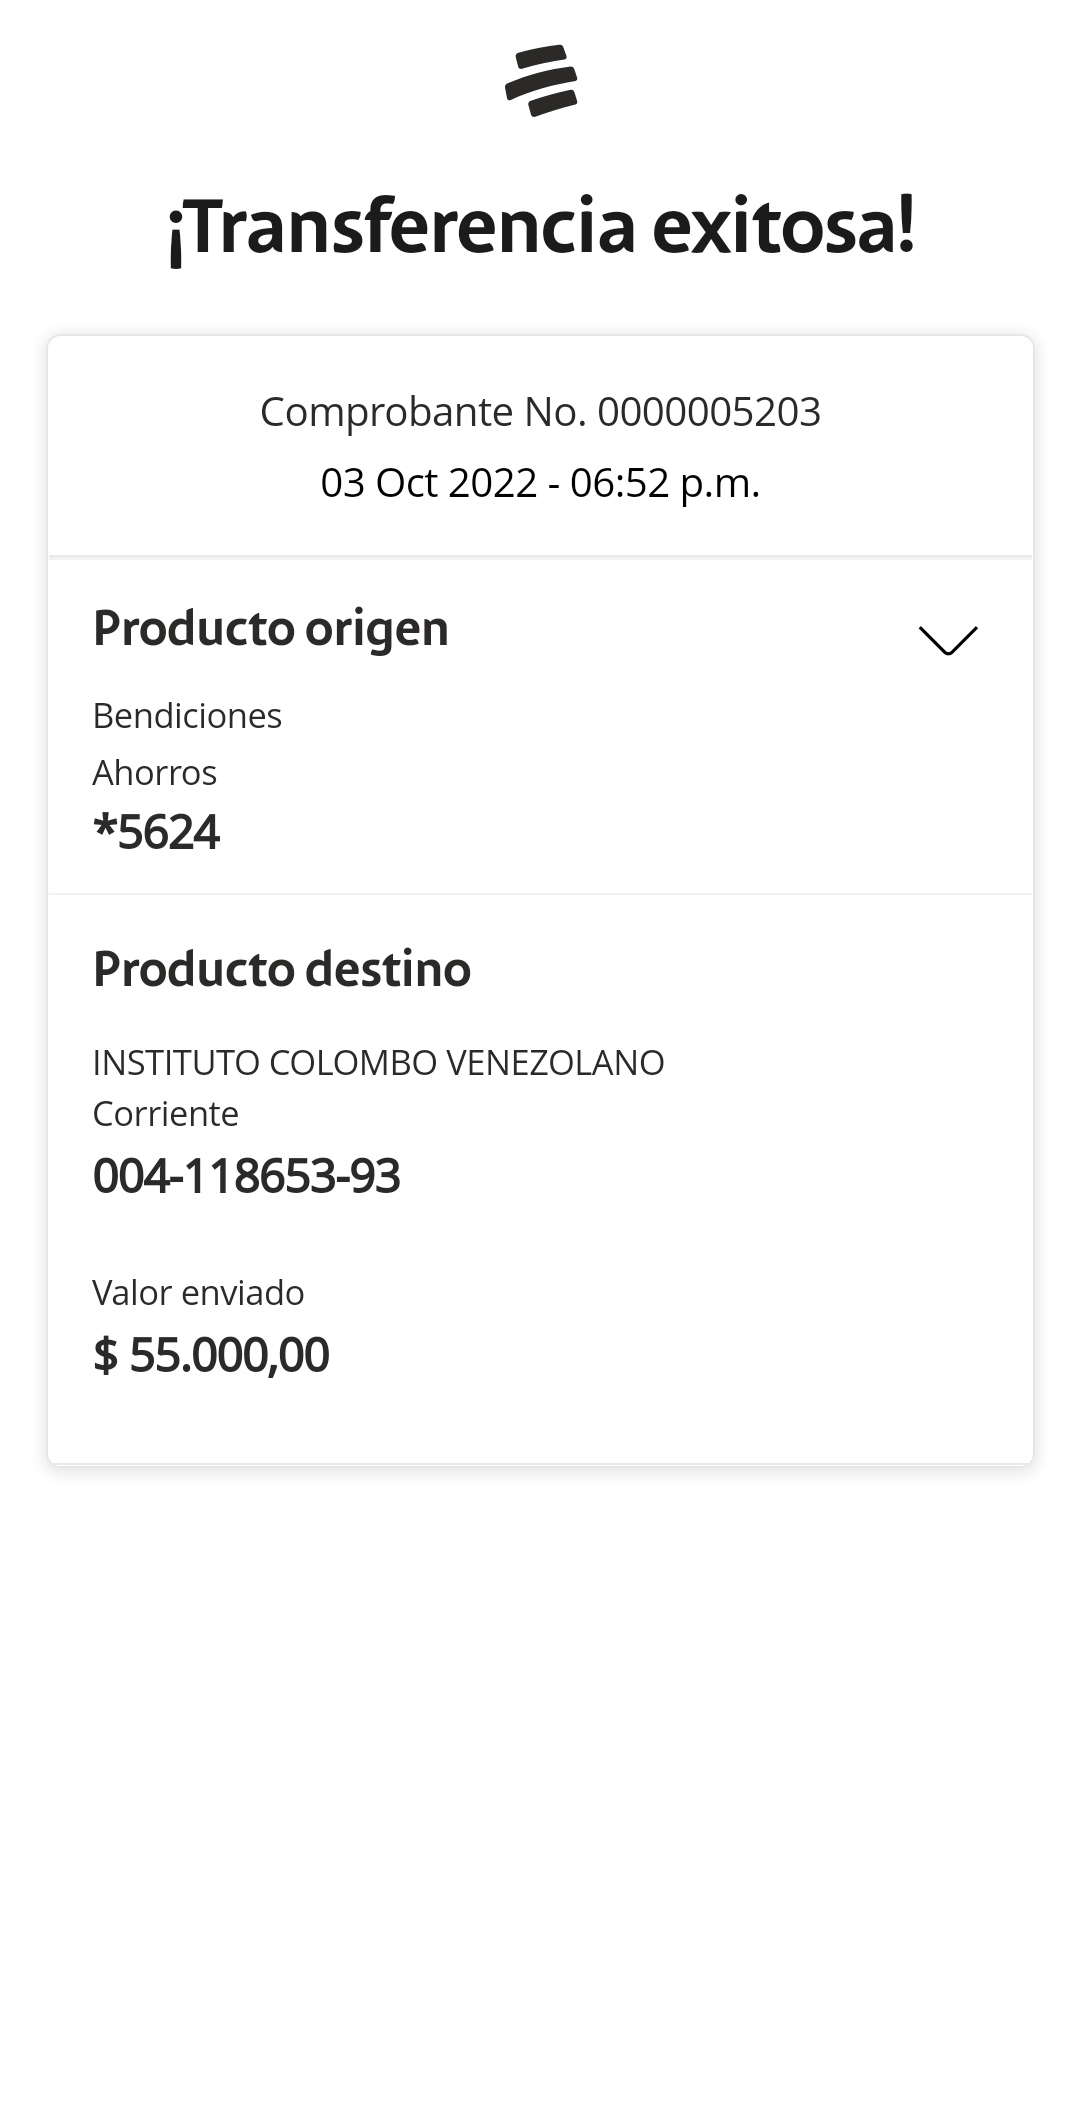 ¡Transferencia exitosa!
Comprobante No. 0000005203
03 Oct 2022 - 06:52 p.m.
Producto origen
Bendiciones
Ahorros
*5624
Producto destino
INSTITUTO COLOMBO VENEZOLANO
Corriente
004-118653-93
Valor enviado
$ 55.000,00